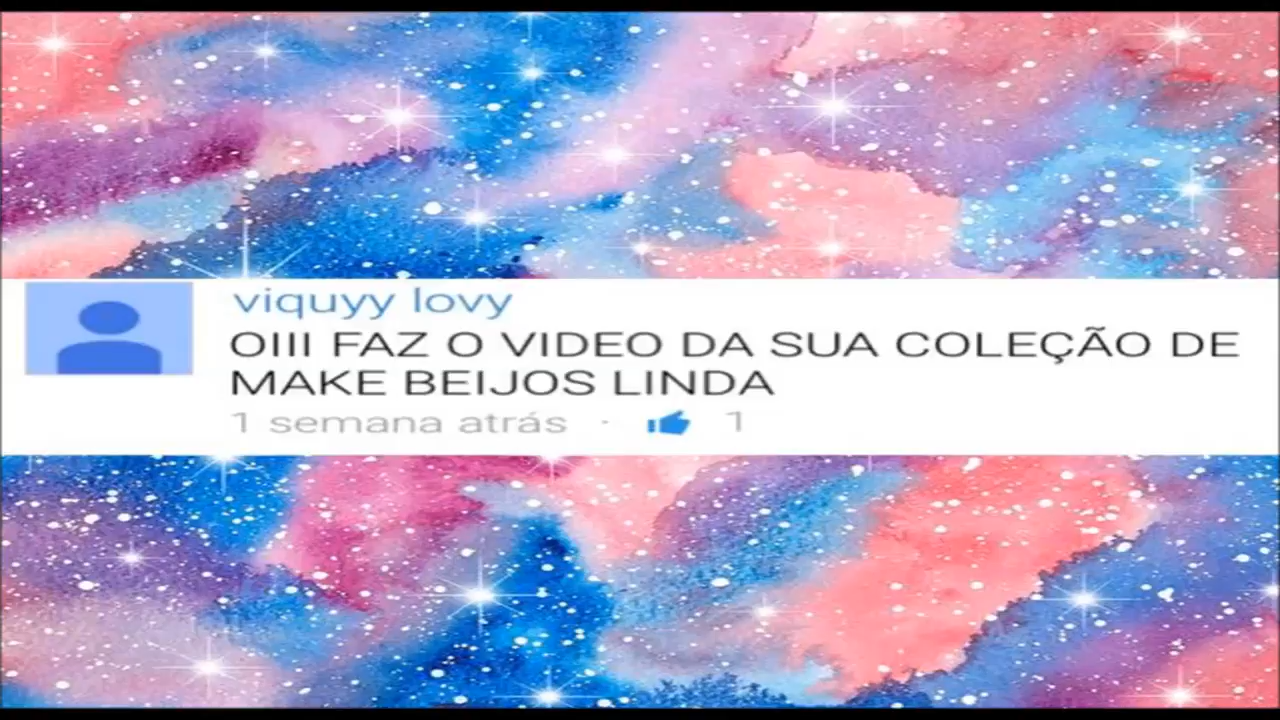 viquyy lovy
OIII FAZ O VIDEO DA SUA COLEÇÃO DE
MAKE BEIJOS LINDA
1 semana atrás · 1